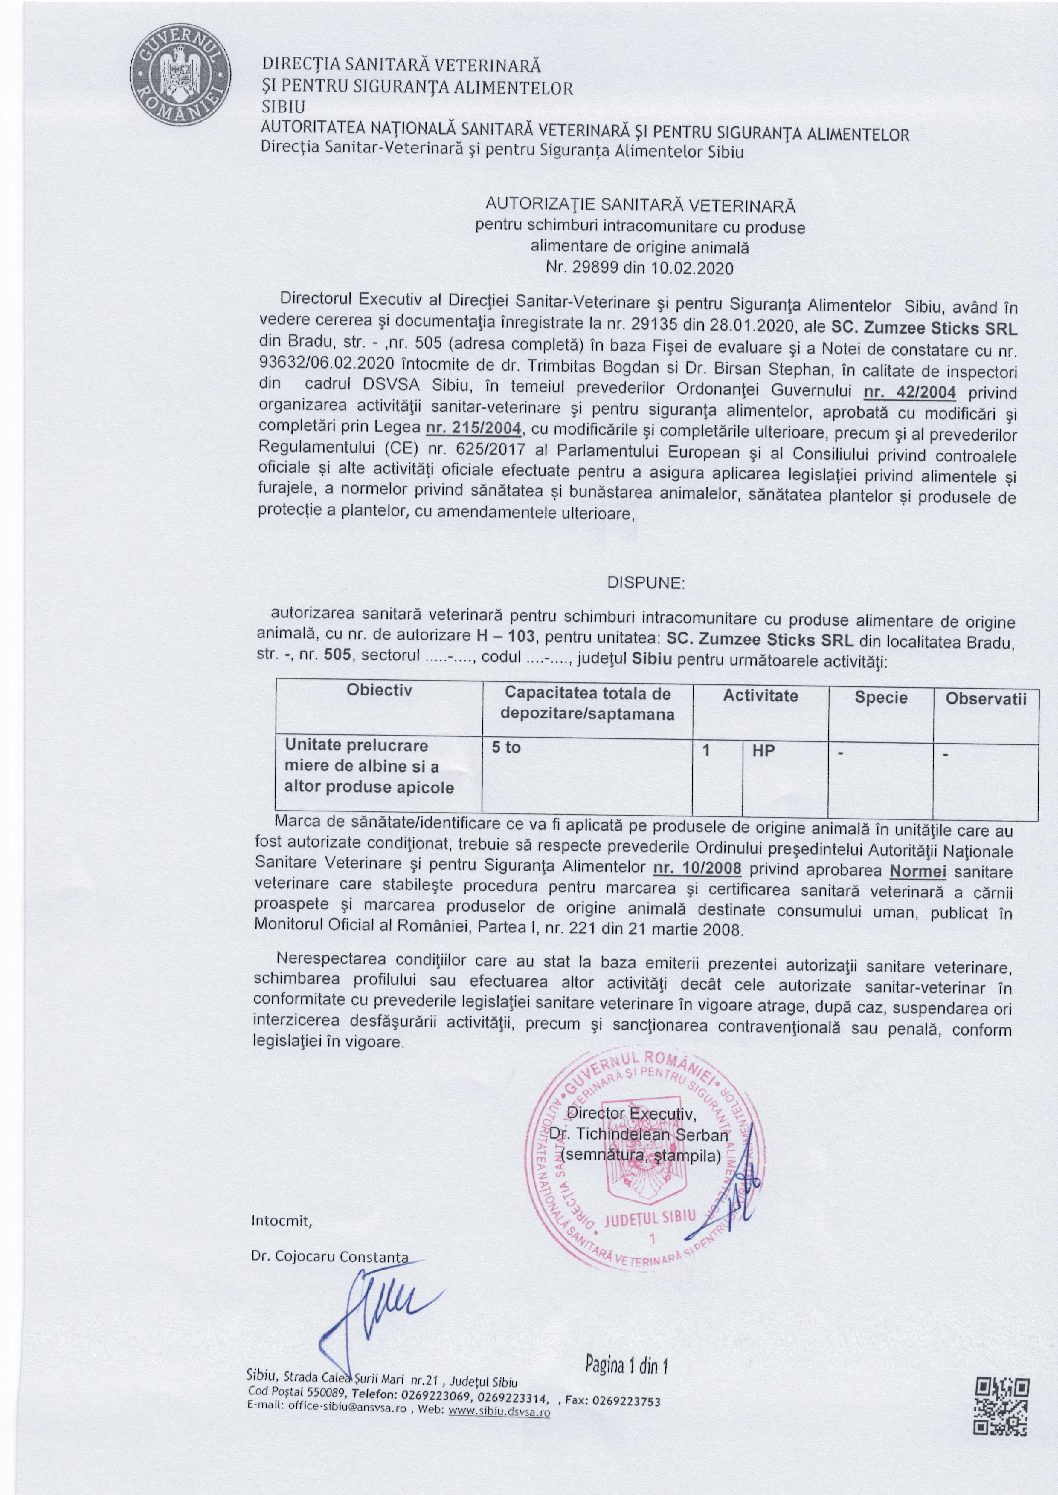 GUVERNUL ROMÂNIEI
DIRECŢIA SANITARĂ VETERINARĂ
ŞI PENTRU SIGURANŢA ALIMENTELOR
SIBIU
AUTORITATEA NAŢIONALĂ SANITARĂ VETERINARĂ ŞI PENTRU SIGURANŢA ALIMENTELOR
Direcţia Sanitar-Veterinară şi pentru Siguranţa Alimentelor Sibiu
AUTORIZAŢIE SANITARĂ VETERINARĂ
pentru schimburi intracomunitare cu produse
alimentare de origine animală
Nr. 29899 din 10.02.2020
Directorul Executiv al Direcţiei Sanitar-Veterinare şi pentru Siguranţa Alimentelor Sibiu, având în
vedere cererea şi documentaţia înregistrate la nr. 29135 din 28.01.2020, ale SC. Zumzee Sticks SRL
din Bradu, str. - ,nr. 505 (adresa completă) în baza Fişei de evaluare şi a Notei de constatare cu nr.
93632/06.02.2020 întocmite de dr. Trimbitas Bogdan si Dr. Birsan Stephan, în calitate de inspectori
din cadrul DSVSA Sibiu, în temeiul prevederilor Ordonanţei Guvernului nr. 42/2004 privind
organizarea activităţii sanitar-veterinare şi pentru siguranţa alimentelor, aprobată cu modificări şi
completări prin Legea nr. 215/2004, cu modificările şi completările ulterioare, precum şi al prevederilor
Regulamentului (CE) nr. 625/2017 al Parlamentului European şi al Consiliului privind controalele
oficiale și alte activități oficiale efectuate pentru a asigura aplicarea legislației privind alimentele și
furajele, a normelor privind sănătatea și bunăstarea animalelor, sănătatea plantelor și produsele de
protecție a plantelor, cu amendamentele ulterioare,
DISPUNE:
autorizarea sanitară veterinară pentru schimburi intracomunitare cu produse alimentare de origine
animală, cu nr. de autorizare H – 103, pentru unitatea: SC. Zumzee Sticks SRL din localitatea Bradu,
str. -, nr. 505, sectorul .....-...., codul ....-...., judeţul Sibiu pentru următoarele activităţi:
Obiectiv Capacitatea totala de depozitare/saptamana Activitate Specie Observatii
Unitate prelucrare 5 to 1 HP - -
miere de albine si a
altor produse apicole
Marca de sănătate/identificare ce va fi aplicată pe produsele de origine animală în unităţile care au
fost autorizate condiţionat, trebuie să respecte prevederile Ordinului preşedintelui Autorităţii Naţionale
Sanitare Veterinare şi pentru Siguranţa Alimentelor nr. 10/2008 privind aprobarea Normei sanitare
veterinare care stabileşte procedura pentru marcarea şi certificarea sanitară veterinară a cărnii
proaspete şi marcarea produselor de origine animală destinate consumului uman, publicat în
Monitorul Oficial al României, Partea I, nr. 221 din 21 martie 2008.
Nerespectarea condiţiilor care au stat la baza emiterii prezentei autorizaţii sanitare veterinare,
schimbarea profilului sau efectuarea altor activităţi decât cele autorizate sanitar-veterinar în
conformitate cu prevederile legislaţiei sanitare veterinare în vigoare atrage, după caz, suspendarea ori
interzicerea desfăşurării activităţii, precum şi sancţionarea contravenţională sau penală, conform
legislaţiei în vigoare.
GUVERNUL ROMÂNIEI
AUTORITATEA NAŢIONALĂ SANITARĂ VETERINARĂ ŞI PENTRU
Director Executiv,
Dr. Tichindelean Serban
(semnătura, ştampila)
JUDEŢUL SIBIU
1
Intocmit,
Dr. Cojocaru Constanta
Pagina 1 din 1
Sibiu, Strada Calea Şurii Mari nr.21 , Judeţul Sibiu
Cod Poştal 550089, Telefon: 0269223069, 0269223314, , Fax: 0269223753
E-mail: office-sibiu@ansvsa.ro , Web: www.sibiu.dsvsa.ro